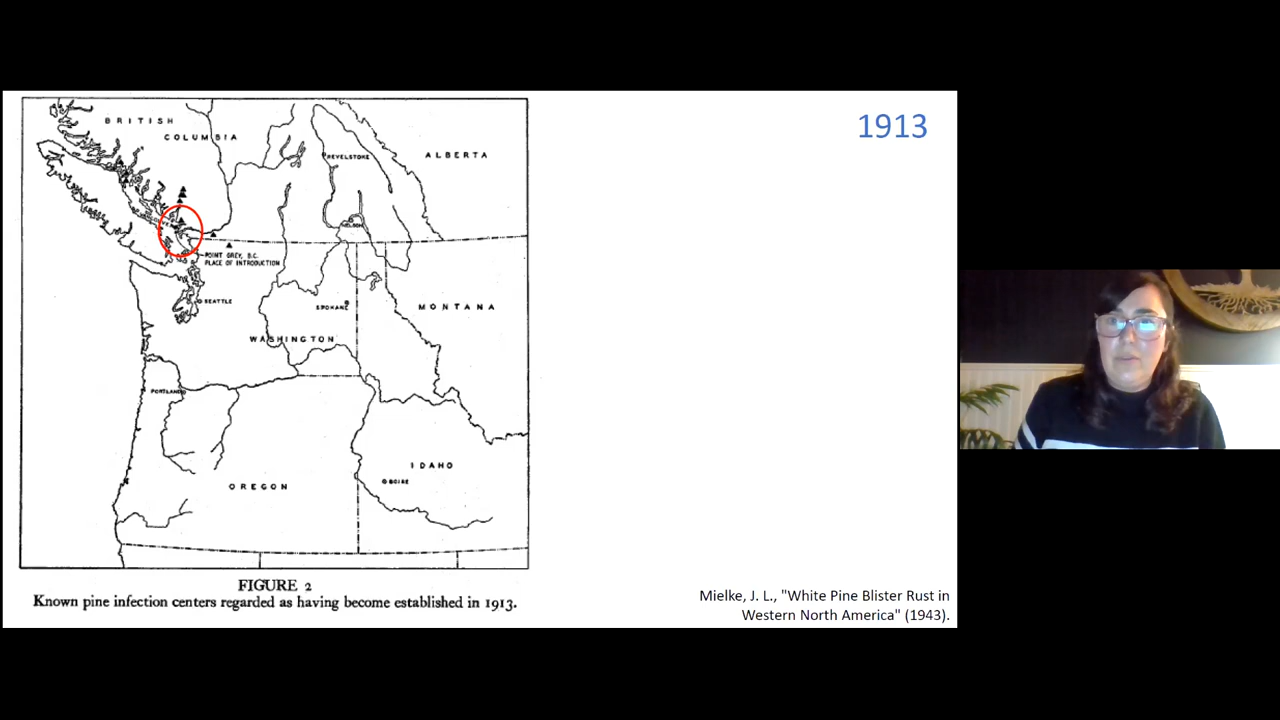 1913
BRITISH
COLUMBIA
REVELSTOKE
ALBERTA
NELSON
POINT GREY, B.C.
PLACE OF INTRODUCTION
SEATTLE
SPOKANE
MONTANA
WASHINGTON
PORTLAND
IDAHO
BOISE
OREGON
FIGURE 2
Known pine infection centers regarded as having become established in 1913.
Mielke, J. L., "White Pine Blister Rust in
Western North America" (1943).